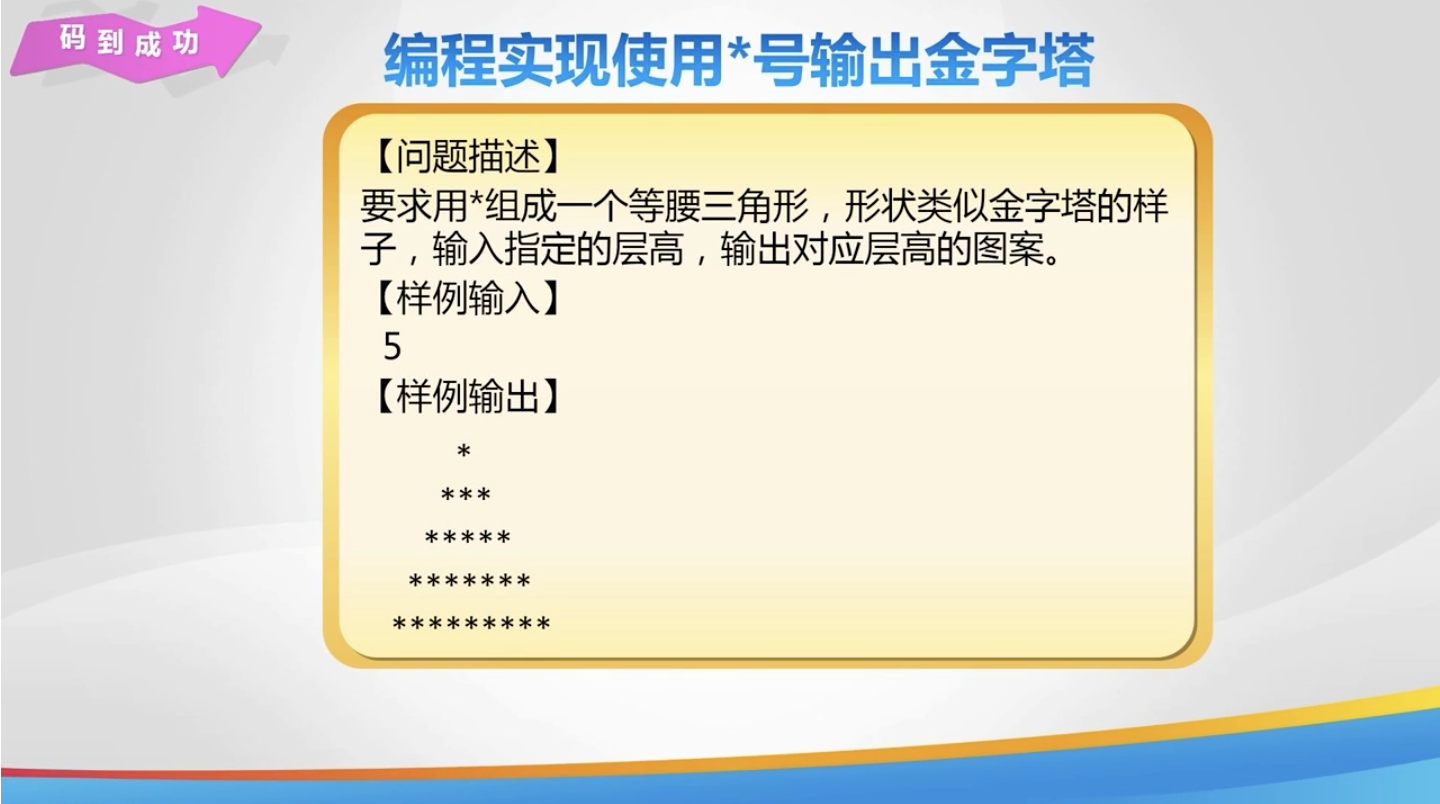 码到成功
编程实现使用*号输出金字塔
【问题描述】
要求用*组成一个等腰三角形，形状类似金字塔的样
子，输入指定的层高，输出对应层高的图案。
【样例输入】
5
【样例输出】
*
***
*****
*******
*********